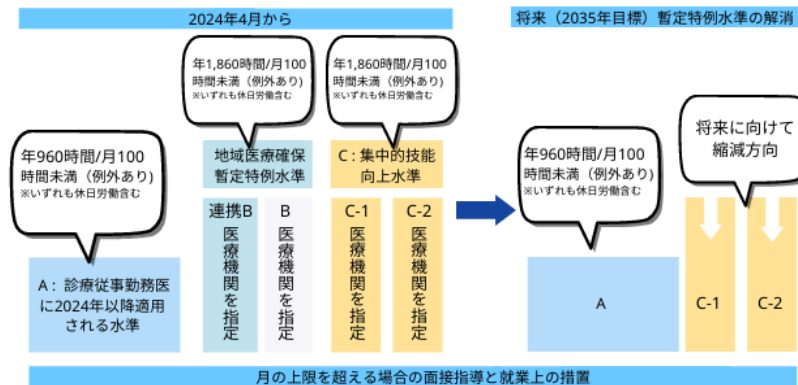 2024年4月から
将来（2035年目標）暫定特例水準の解消
年1,860時間/月100
時間未満（例外あり)
※いずれも休日労働含む
年1,860時間/月100
時間未満（例外あり)
※いずれも休日労働含む
年960時間/月100
時間未満（例外あり)
※いずれも休日労働含む
地域医療確保
暫定特例水準
C : 集中的技能
向上水準
年960時間/月100
時間未満（例外あり)
※いずれも休日労働含む
将来に向けて
縮減方向
連携B
医療機関を指定
B
医療機関を指定
C-1
医療機関を指定
C-2
医療機関を指定
A : 診療従事勤務医
に2024年以降適用
される水準
A
C-1
C-2
月の上限を超える場合の面接指導と就業上の措置